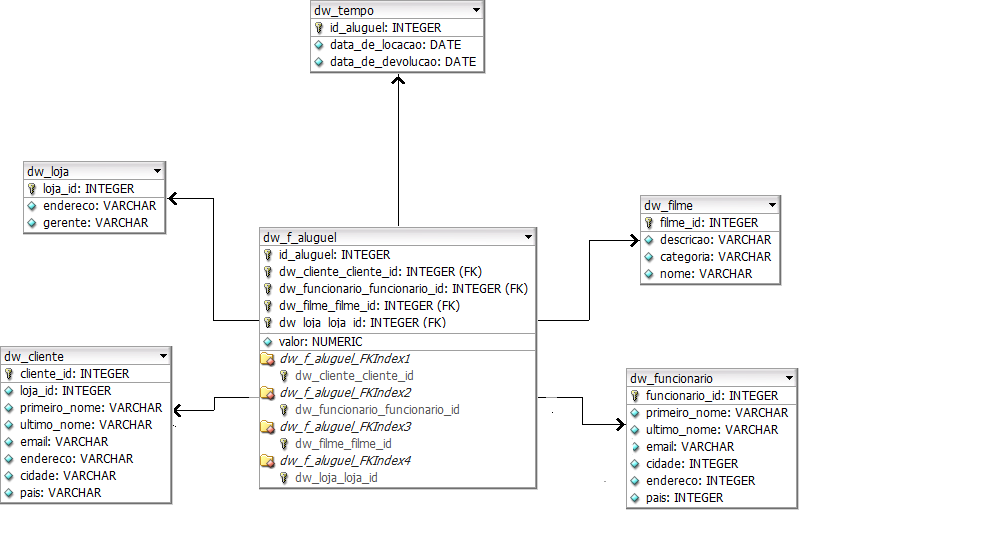 dw_tempo
id_aluguel: INTEGER
data_de_locacao: DATE
data_de_devolucao: DATE
dw_loja
loja_id: INTEGER
endereco: VARCHAR
gerente: VARCHAR
dw_filme
filme_id: INTEGER
descricao: VARCHAR
categoria: VARCHAR
nome: VARCHAR
dw_f_aluguel
id_aluguel: INTEGER
dw_cliente_cliente_id: INTEGER (FK)
dw_funcionario_funcionario_id: INTEGER (FK)
dw_filme_filme_id: INTEGER (FK)
dw_loja_loja_id: INTEGER (FK)
valor: NUMERIC
dw_f_aluguel_FKIndex1
dw_cliente_cliente_id
dw_f_aluguel_FKIndex2
dw_funcionario_funcionario_id
dw_f_aluguel_FKIndex3
dw_filme_filme_id
dw_f_aluguel_FKIndex4
dw_loja_loja_id
dw_cliente
cliente_id: INTEGER
loja_id: INTEGER
primeiro_nome: VARCHAR
ultimo_nome: VARCHAR
email: VARCHAR
endereco: VARCHAR
cidade: VARCHAR
pais: VARCHAR
dw_funcionario
funcionario_id: INTEGER
primeiro_nome: VARCHAR
ultimo_nome: VARCHAR
email: VARCHAR
cidade: INTEGER
endereco: INTEGER
pais: INTEGER